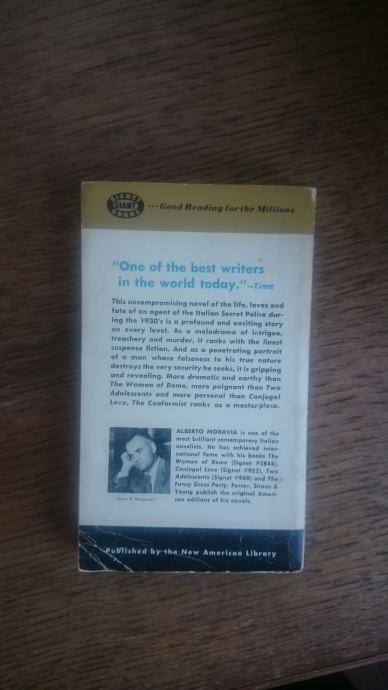 SIGNET
GIANT
BOOKS
...Good Reading for the Millions
"One of the best writers
in the world today."—Time
This uncompromising novel of the life, loves and
fate of an agent of the Italian Secret Police dur-
ing the 1930's is a profound and exciting story
on every level. As a melodrama of intrigue,
treachery and murder, it ranks with the finest
suspense fiction. And as a penetrating portrait
of a man whose falseness to his true nature
destroys the very security he seeks, it is gripping
and revealing. More dramatic and earthy than
The Woman of Rome, more poignant than Two
Adolescents and more personal than Conjugal
Love, The Conformist ranks as a masterpiece.
ALBERTO MORAVIA is one of the
most brilliant contemporary Italian
novelists. He has achieved inter-
national fame with his books The
Woman of Rome (Signet #S844),
Conjugal Love (Signet #922), Two
Adolescents (Signet #960) and The
Fancy Dress Party. Farrar, Straus &
Young publish the original Ameri-
can editions of his novels.
Published by the New American Library